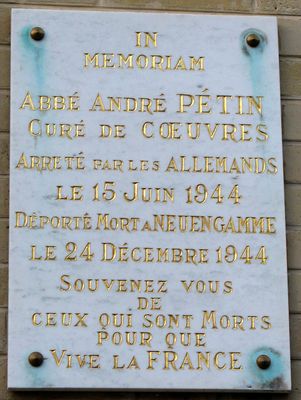 IN
MEMORIAM
ABBÉ ANDRÉ PÉTIN
CURÉ DE CŒUVRES
ARRETÉ PAR LES ALLEMANDS
LE 15 JUIN 1944
DÉPORTÉ MORT A NEUENGAMME
LE 24 DÉCEMBRE 1944
SOUVENEZ VOUS
DE
CEUX QUI SONT MORTS
POUR QUE
VIVE LA FRANCE